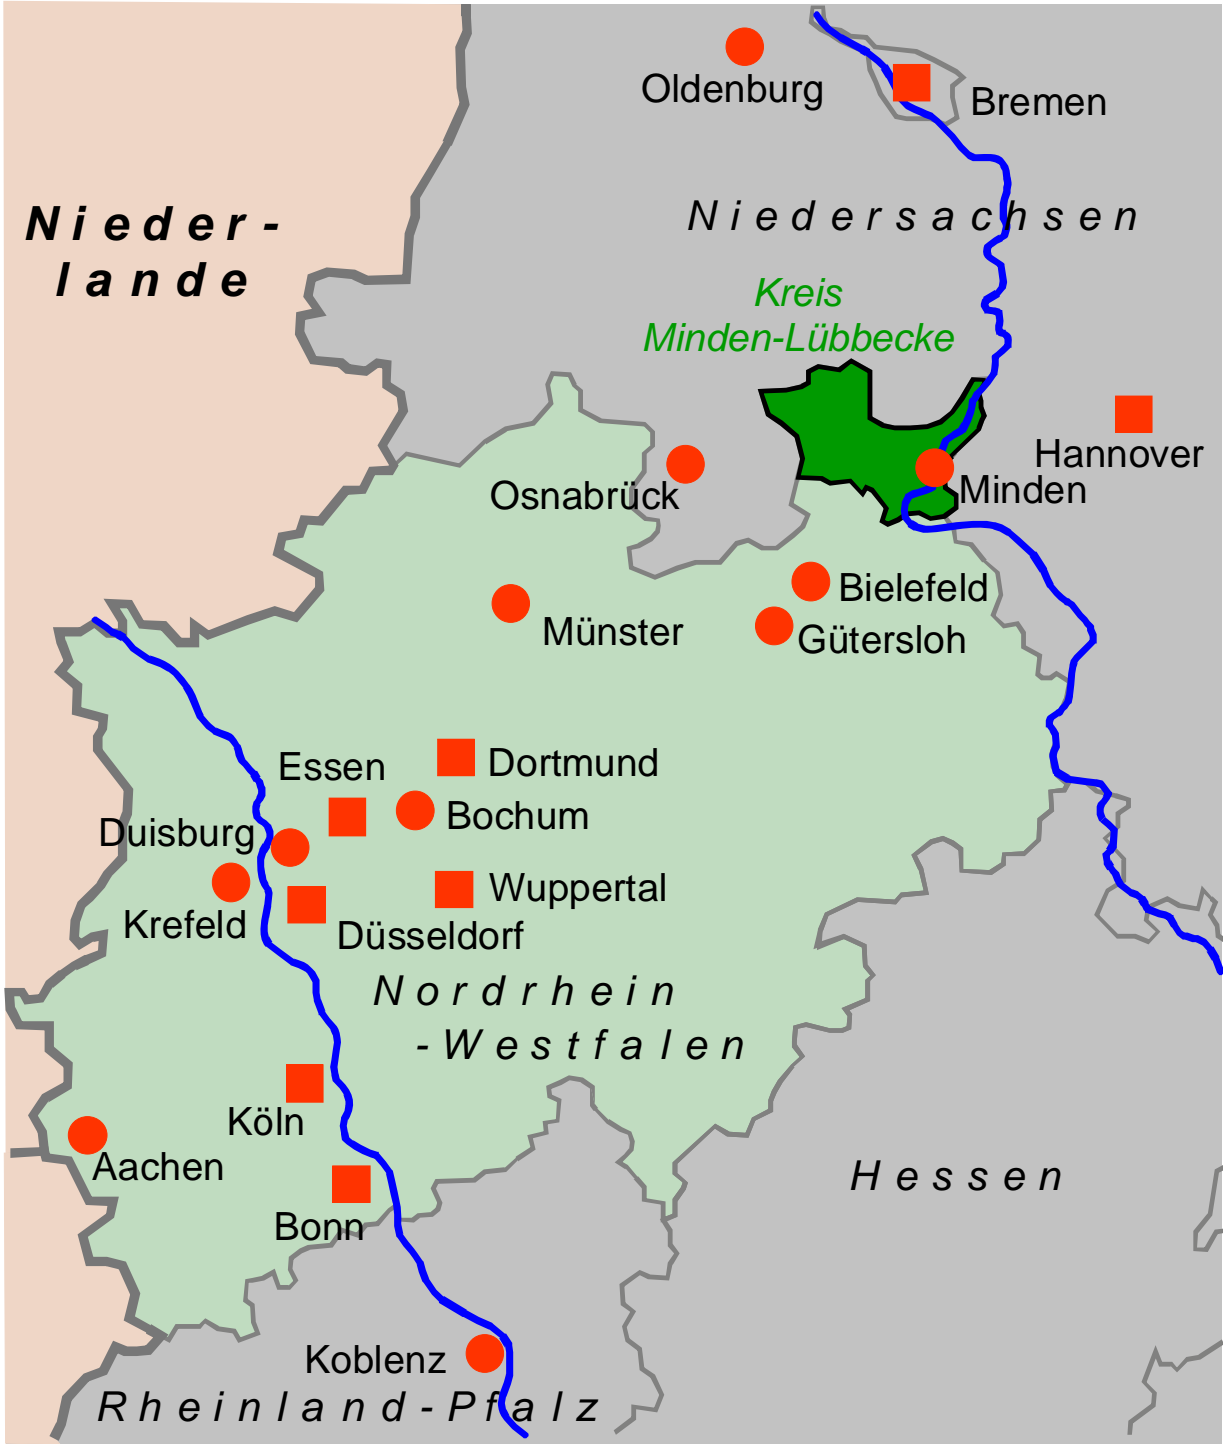 Oldenburg
Bremen
Nieder-
lande
Niedersachsen
Kreis
Minden-Lübbecke
Hannover
Osnabrück
Minden
Bielefeld
Münster
Gütersloh
Essen
Dortmund
Bochum
Duisburg
Wuppertal
Krefeld
Düsseldorf
Nordrhein
-Westfalen
Köln
Aachen
Hessen
Bonn
Koblenz
Rheinland-Pfalz